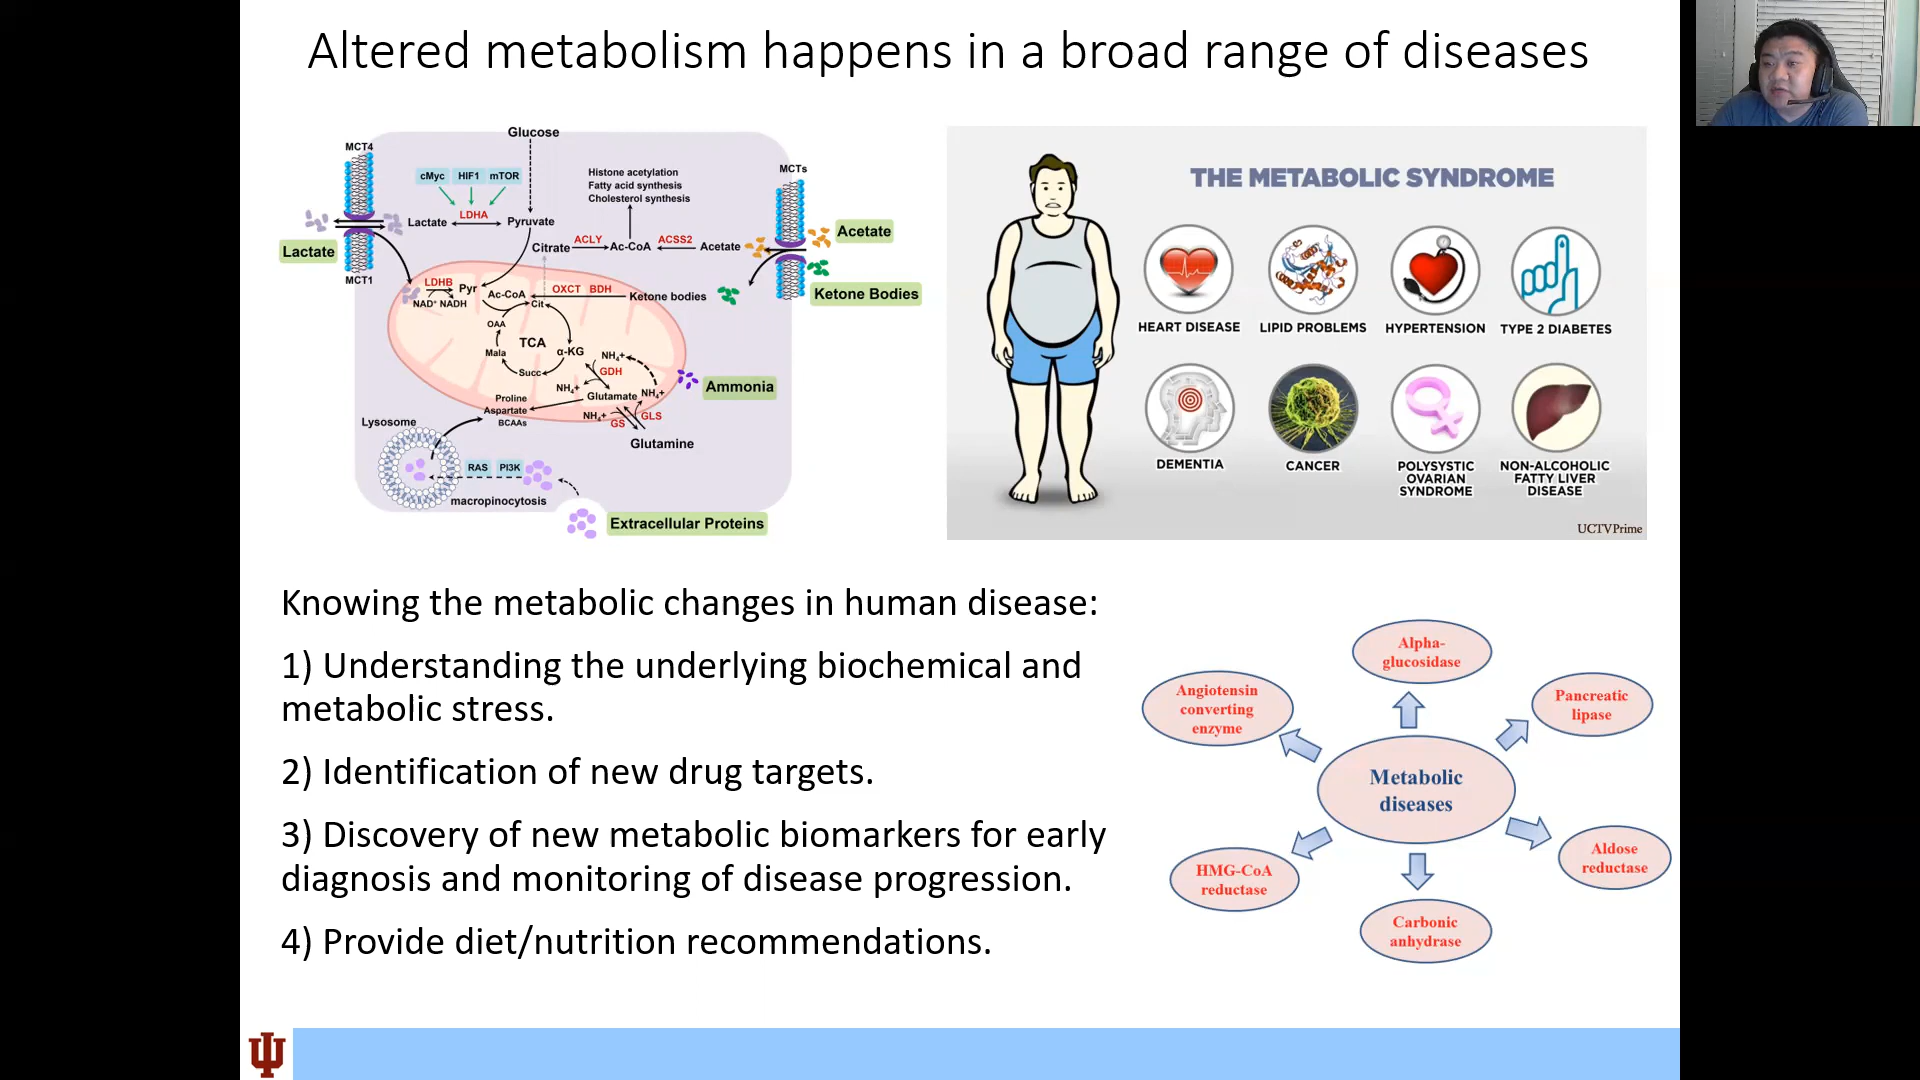 Altered metabolism happens in a broad range of diseases
Glucose
MCT4
cMyc HIF1 mTOR
LDHA
Lactate
Pyruvate
Histone acetylation
Fatty acid synthesis
Cholesterol synthesis
MCTs
Citrate ACLY Ac-CoA ACSS2 Acetate
Acetate
Lactate
MCT1
LDHB
Pyr
NAD+ NADH
Ac-CoA
OXCT BDH
Ketone bodies
Ketone Bodies
Cit
OAA
TCA
Mala
α-KG
Succ
NH4+
GDH
NH4+
Glutamate
NH4+
Ammonia
Proline
Aspartate
BCAAs
NH4+
GLS
GS
Glutamine
Lysosome
RAS PI3K
macropinocytosis
Extracellular Proteins
THE METABOLIC SYNDROME
HEART DISEASE
LIPID PROBLEMS
HYPERTENSION
TYPE 2 DIABETES
DEMENTIA
CANCER
POLYSYSTIC
OVARIAN
SYNDROME
NON-ALCOHOLIC
FATTY LIVER
DISEASE
UCTVPrime
Knowing the metabolic changes in human disease:
1) Understanding the underlying biochemical and
metabolic stress.
2) Identification of new drug targets.
3) Discovery of new metabolic biomarkers for early
diagnosis and monitoring of disease progression.
4) Provide diet/nutrition recommendations.
Alpha-
glucosidase
Angiotensin
converting
enzyme
Pancreatic
lipase
Metabolic
diseases
HMG-CoA
reductase
Aldose
reductase
Carbonic
anhydrase